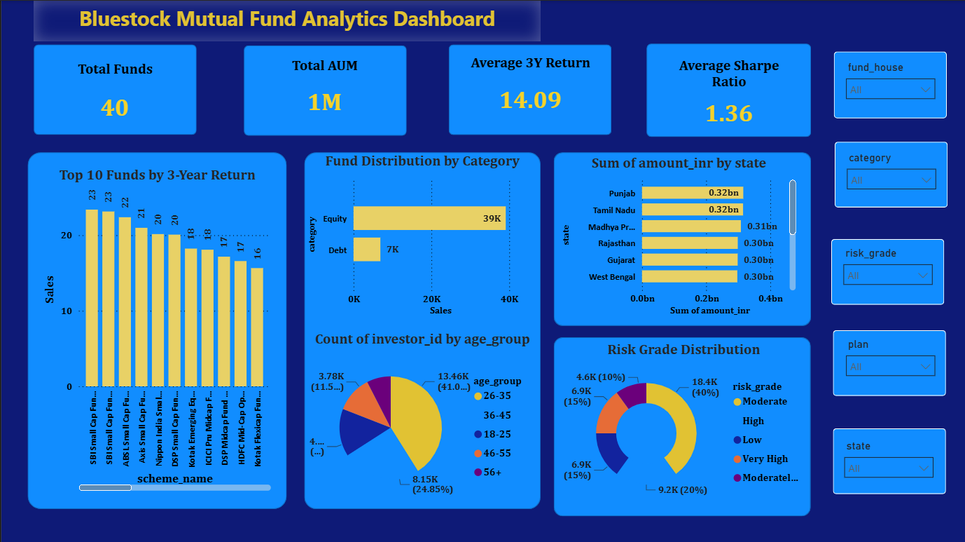 Bluestock Mutual Fund Analytics Dashboard
Total Funds
40
Total AUM
1M
Average 3Y Return
14.09
Average Sharpe
Ratio
1.36
fund_house
All
category
All
risk_grade
All
plan
All
state
All
Top 10 Funds by 3-Year Return
Sales
20
10
0
23
23
22
21
20
20
18
18
17
17
16
SBI Small Cap Fun...
SBI Small Cap Fun...
ABSL Small Cap Fu...
Axis Small Cap Fu...
Nippon India Smal...
DSP Small Cap Fun...
Kotak Emerging Eq...
ICICI Pru Midcap F...
DSP Midcap Fund ...
HDFC Mid-Cap Op...
Kotak Flexicap Fun...
scheme_name
Fund Distribution by Category
category
Equity
39K
Debt
7K
0K
20K
40K
Sales
Count of investor_id by age_group
3.78K
(11.5...
13.46K
(41.0...
4....
(...)
8.15K
(24.85%)
age_group
26-35
36-45
18-25
46-55
56+
Sum of amount_inr by state
state
Punjab
0.32bn
Tamil Nadu
0.32bn
Madhya Pr...
0.31bn
Rajasthan
0.30bn
Gujarat
0.30bn
West Bengal
0.30bn
0.0bn
0.2bn
0.4bn
Sum of amount_inr
Risk Grade Distribution
4.6K (10%)
6.9K
(15%)
18.4K
(40%)
6.9K
(15%)
9.2K (20%)
risk_grade
Moderate
High
Low
Very High
Moderatel...